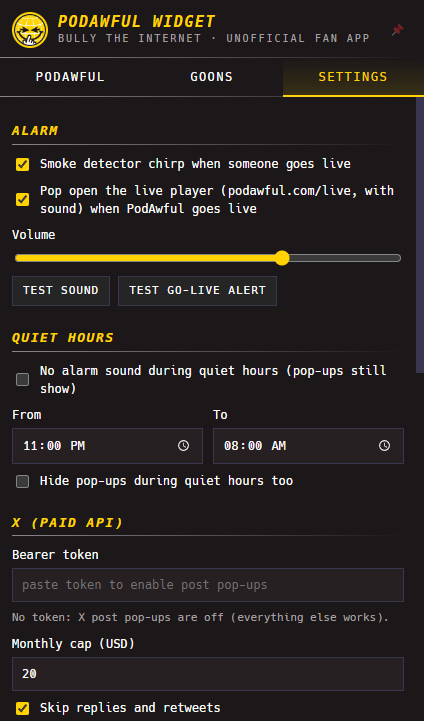 PODAWFUL WIDGET
BULLY THE INTERNET · UNOFFICIAL FAN APP
PODAWFUL
GOONS
SETTINGS
ALARM
Smoke detector chirp when someone goes live
Pop open the live player (podawful.com/live, with
sound) when PodAwful goes live
Volume
TEST SOUND
TEST GO-LIVE ALERT
QUIET HOURS
No alarm sound during quiet hours (pop-ups still
show)
From
To
11:00 PM
08:00 AM
Hide pop-ups during quiet hours too
X (PAID API)
Bearer token
paste token to enable post pop-ups
No token: X post pop-ups are off (everything else works).
Monthly cap (USD)
20
Skip replies and retweets